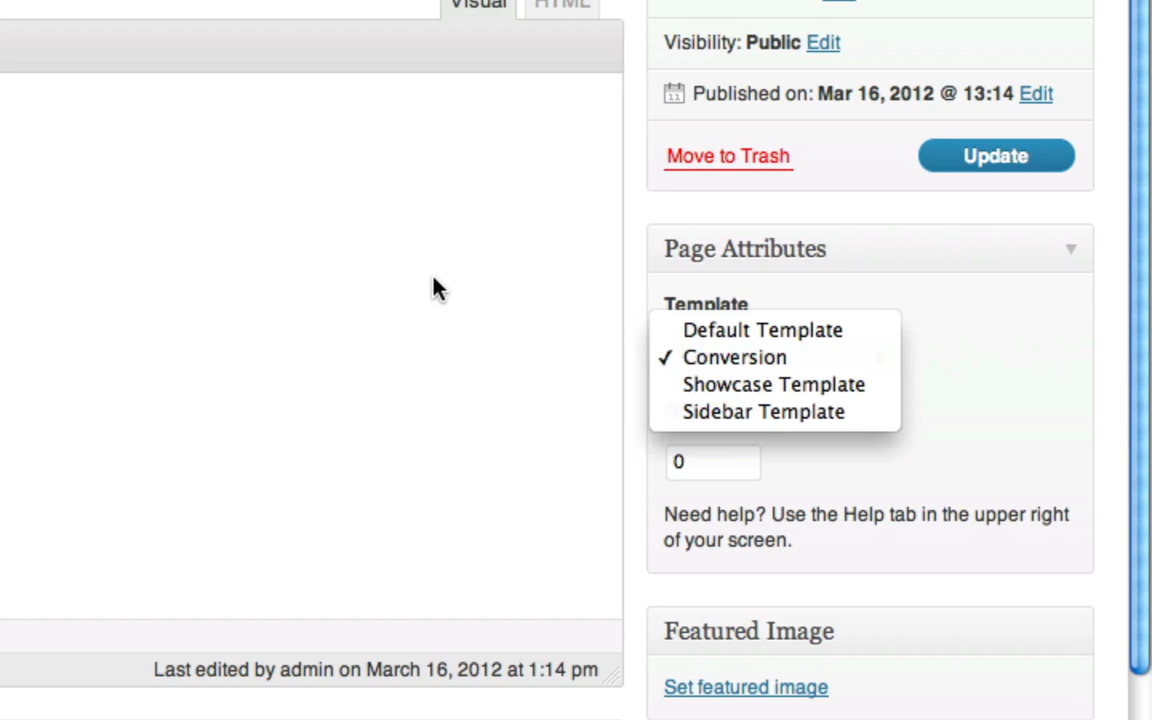 Visual HTML
Visibility: Public Edit
Published on: Mar 16, 2012 @ 13:14 Edit
Move to Trash Update
Page Attributes
Template
Default Template
✓ Conversion
Showcase Template
Sidebar Template
0
Need help? Use the Help tab in the upper right
of your screen.
Featured Image
Last edited by admin on March 16, 2012 at 1:14 pm
Set featured image